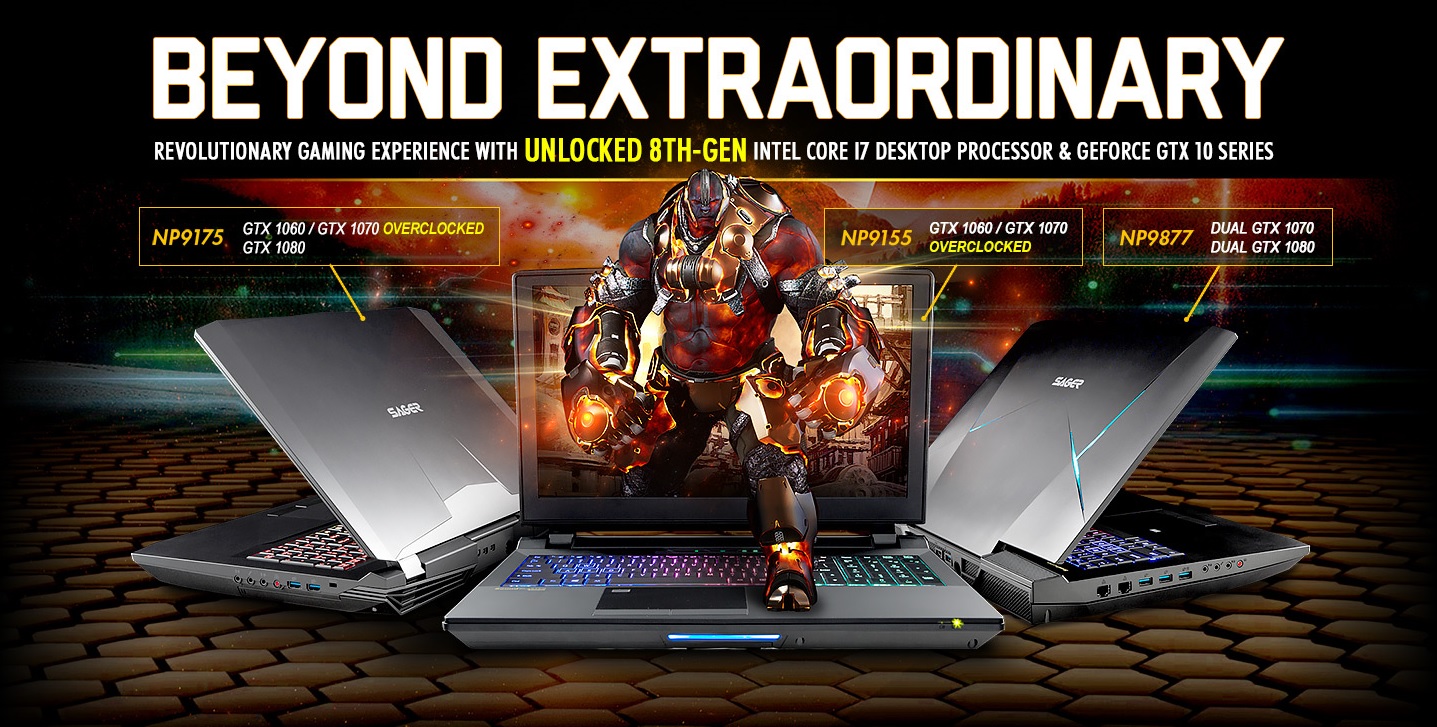 BEYOND EXTRAORDINARY
REVOLUTIONARY GAMING EXPERIENCE WITH UNLOCKED 8TH-GEN INTEL CORE I7 DESKTOP PROCESSOR & GEFORCE GTX 10 SERIES
NP9175
GTX 1060 / GTX 1070 OVERCLOCKED
GTX 1080
NP9155
GTX 1060 / GTX 1070
OVERCLOCKED
NP9877
DUAL GTX 1070
DUAL GTX 1080
SAGER
SAGER